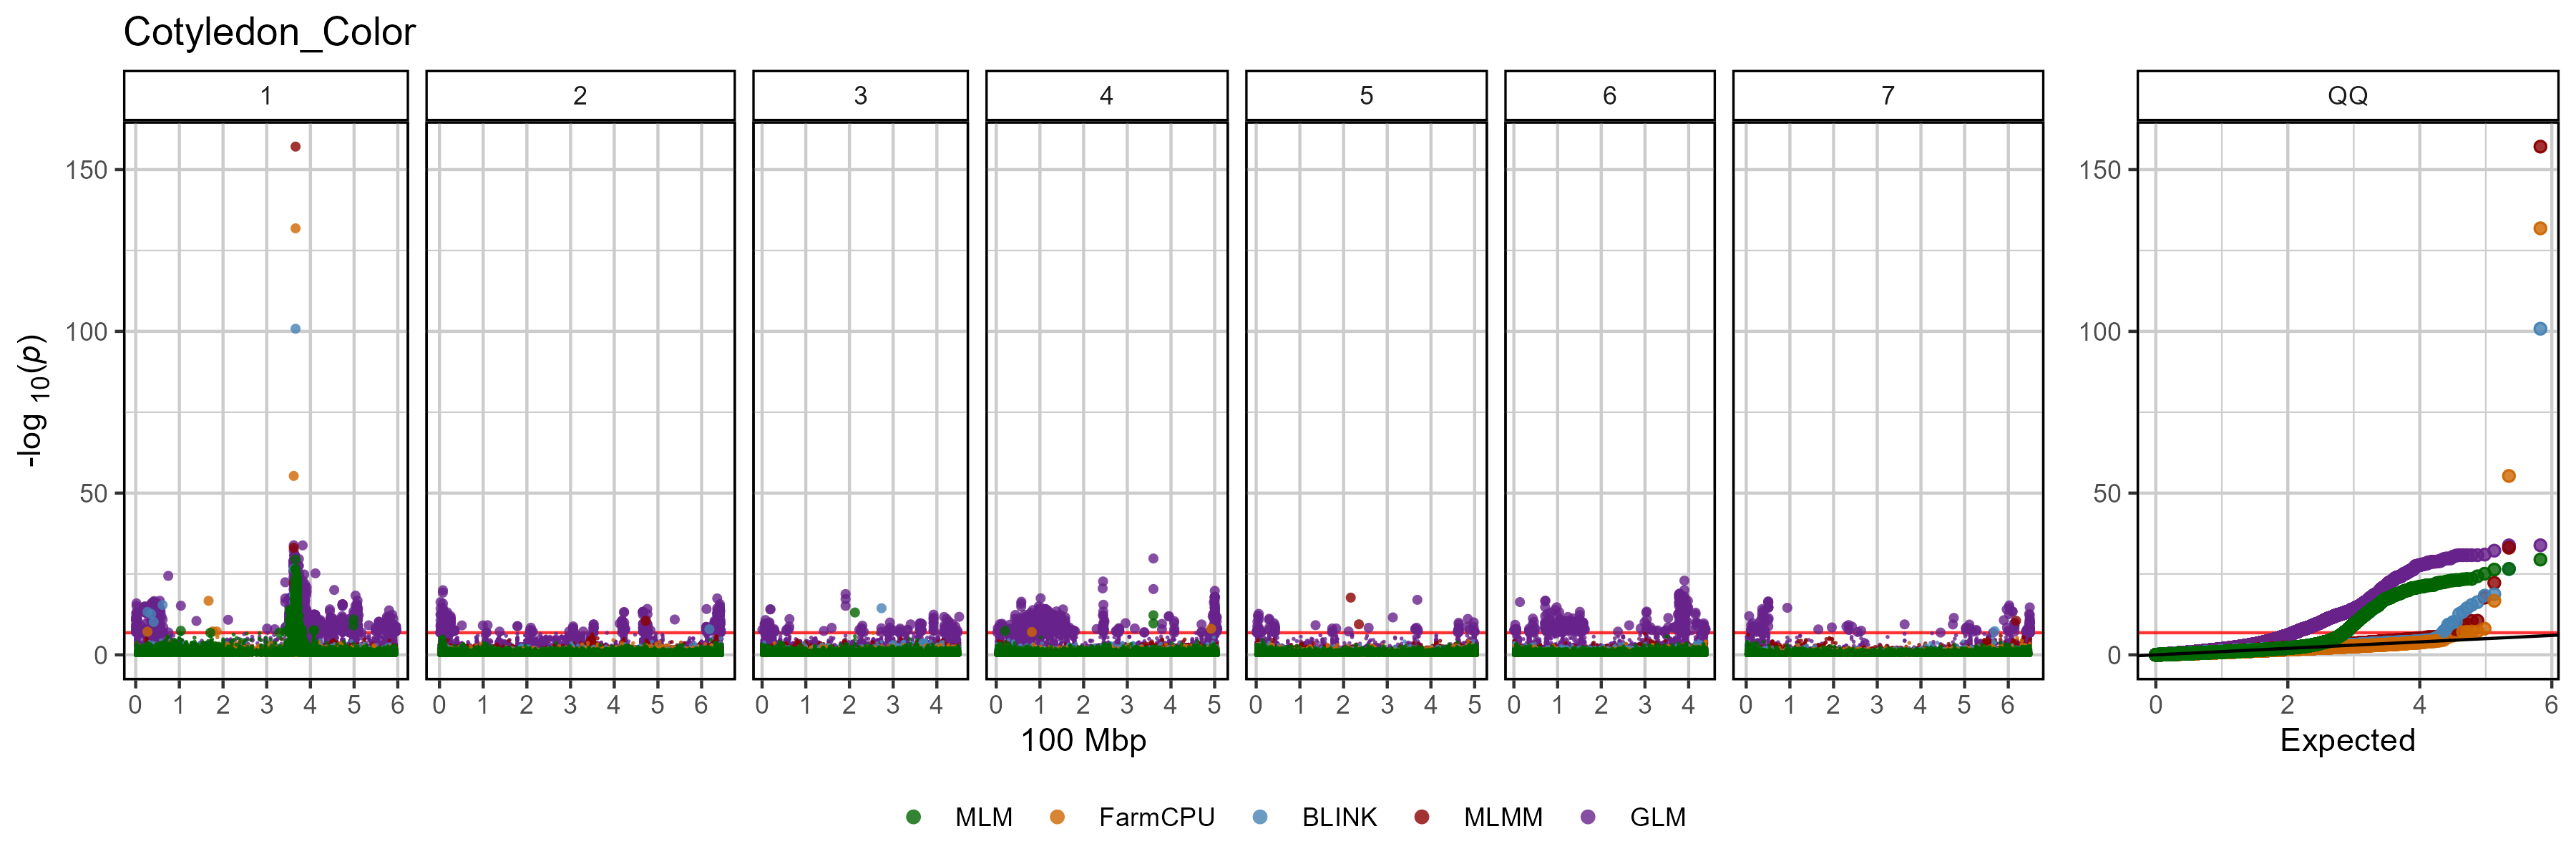 Cotyledon_Color
1 2 3 4 5 6 7 QQ
150 150
100 100
50 50
0 0
-log 10(p)
0 1 2 3 4 5 6 0 1 2 3 4 5 6 0 1 2 3 4 0 1 2 3 4 5 0 1 2 3 4 5 0 1 2 3 4 0 1 2 3 4 5 6 0 2 4 6
100 Mbp Expected
MLM FarmCPU BLINK MLMM GLM